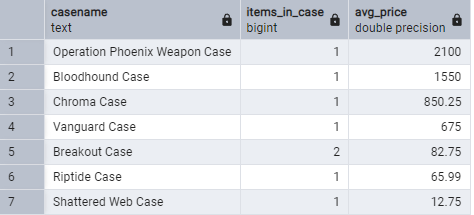 casename items_in_case avg_price
text bigint double precision
1 Operation Phoenix Weapon Case 1 2100
2 Bloodhound Case 1 1550
3 Chroma Case 1 850.25
4 Vanguard Case 1 675
5 Breakout Case 2 82.75
6 Riptide Case 1 65.99
7 Shattered Web Case 1 12.75